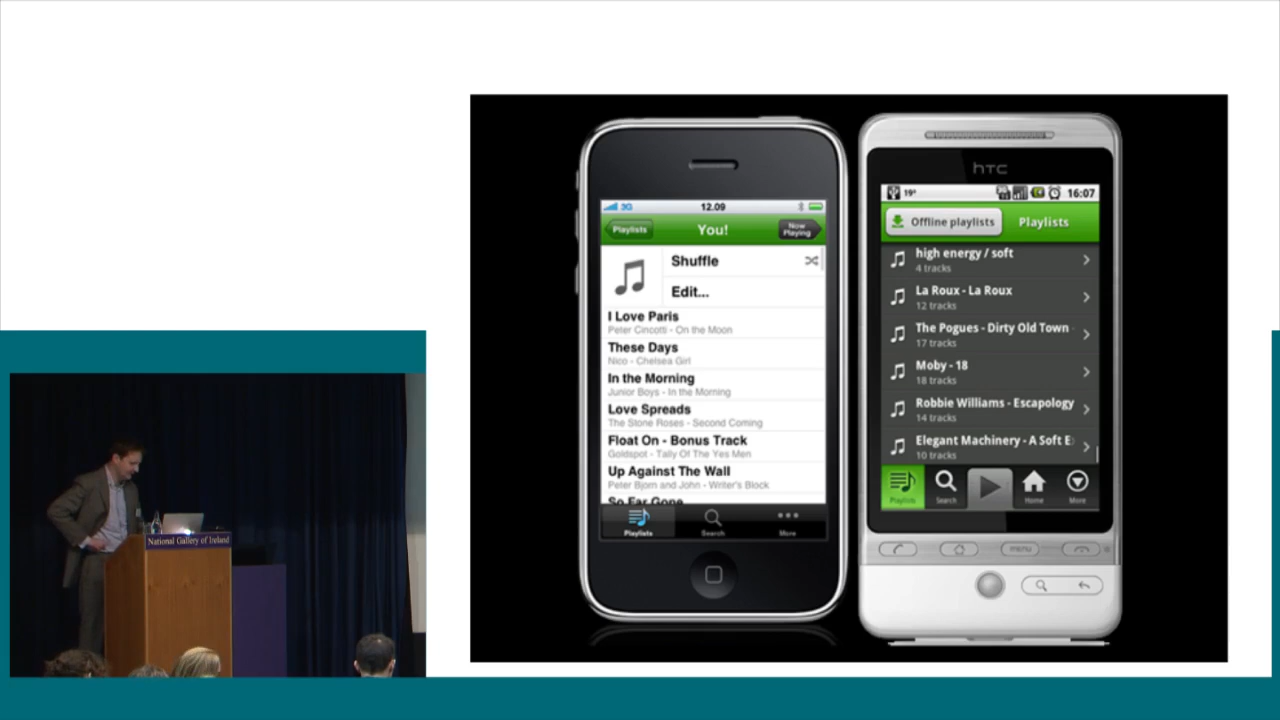 National Gallery of Ireland
3G 12.09
Playlists You! Now Playing
Shuffle
Edit...
I Love Paris
Peter Cincotti - On the Moon
These Days
Nico - Chelsea Girl
In the Morning
Junior Boys - In the Morning
Love Spreads
The Stone Roses - Second Coming
Float On - Bonus Track
Goldspot - Tally Of The Yes Men
Up Against The Wall
Peter Bjorn and John - Writer's Block
So Far Gone
Playlists Search More
hTC
19° 3G 16:07
Offline playlists Playlists
high energy / soft
4 tracks
La Roux - La Roux
12 tracks
The Pogues - Dirty Old Town
17 tracks
Moby - 18
18 tracks
Robbie Williams - Escapology
14 tracks
Elegant Machinery - A Soft E
10 tracks
Playlists Search Home More
menu